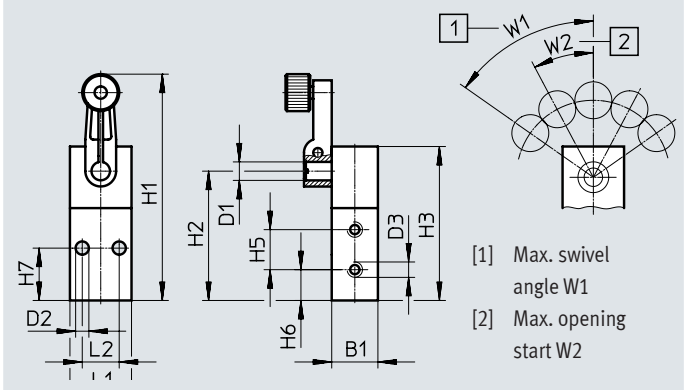 1
W1
W2
2
H1
H2
H3
H5
H6
H7
D1
D2
D3
L2
L1
B1
[1] Max. swivel
angle W1
[2] Max. opening
start W2